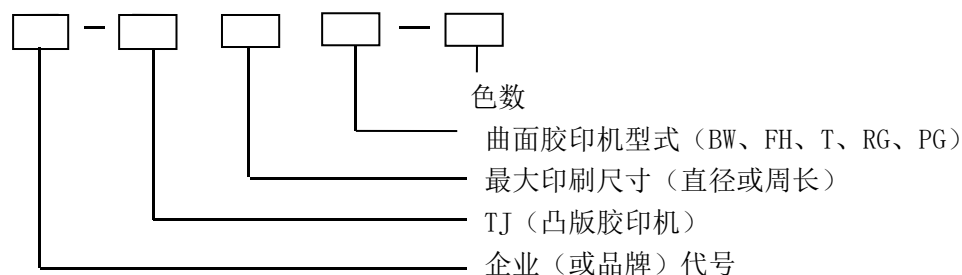 色数
曲面胶印机型式（BW、FH、T、RG、PG）
最大印刷尺寸（直径或周长）
TJ（凸版胶印机）
企业（或品牌）代号